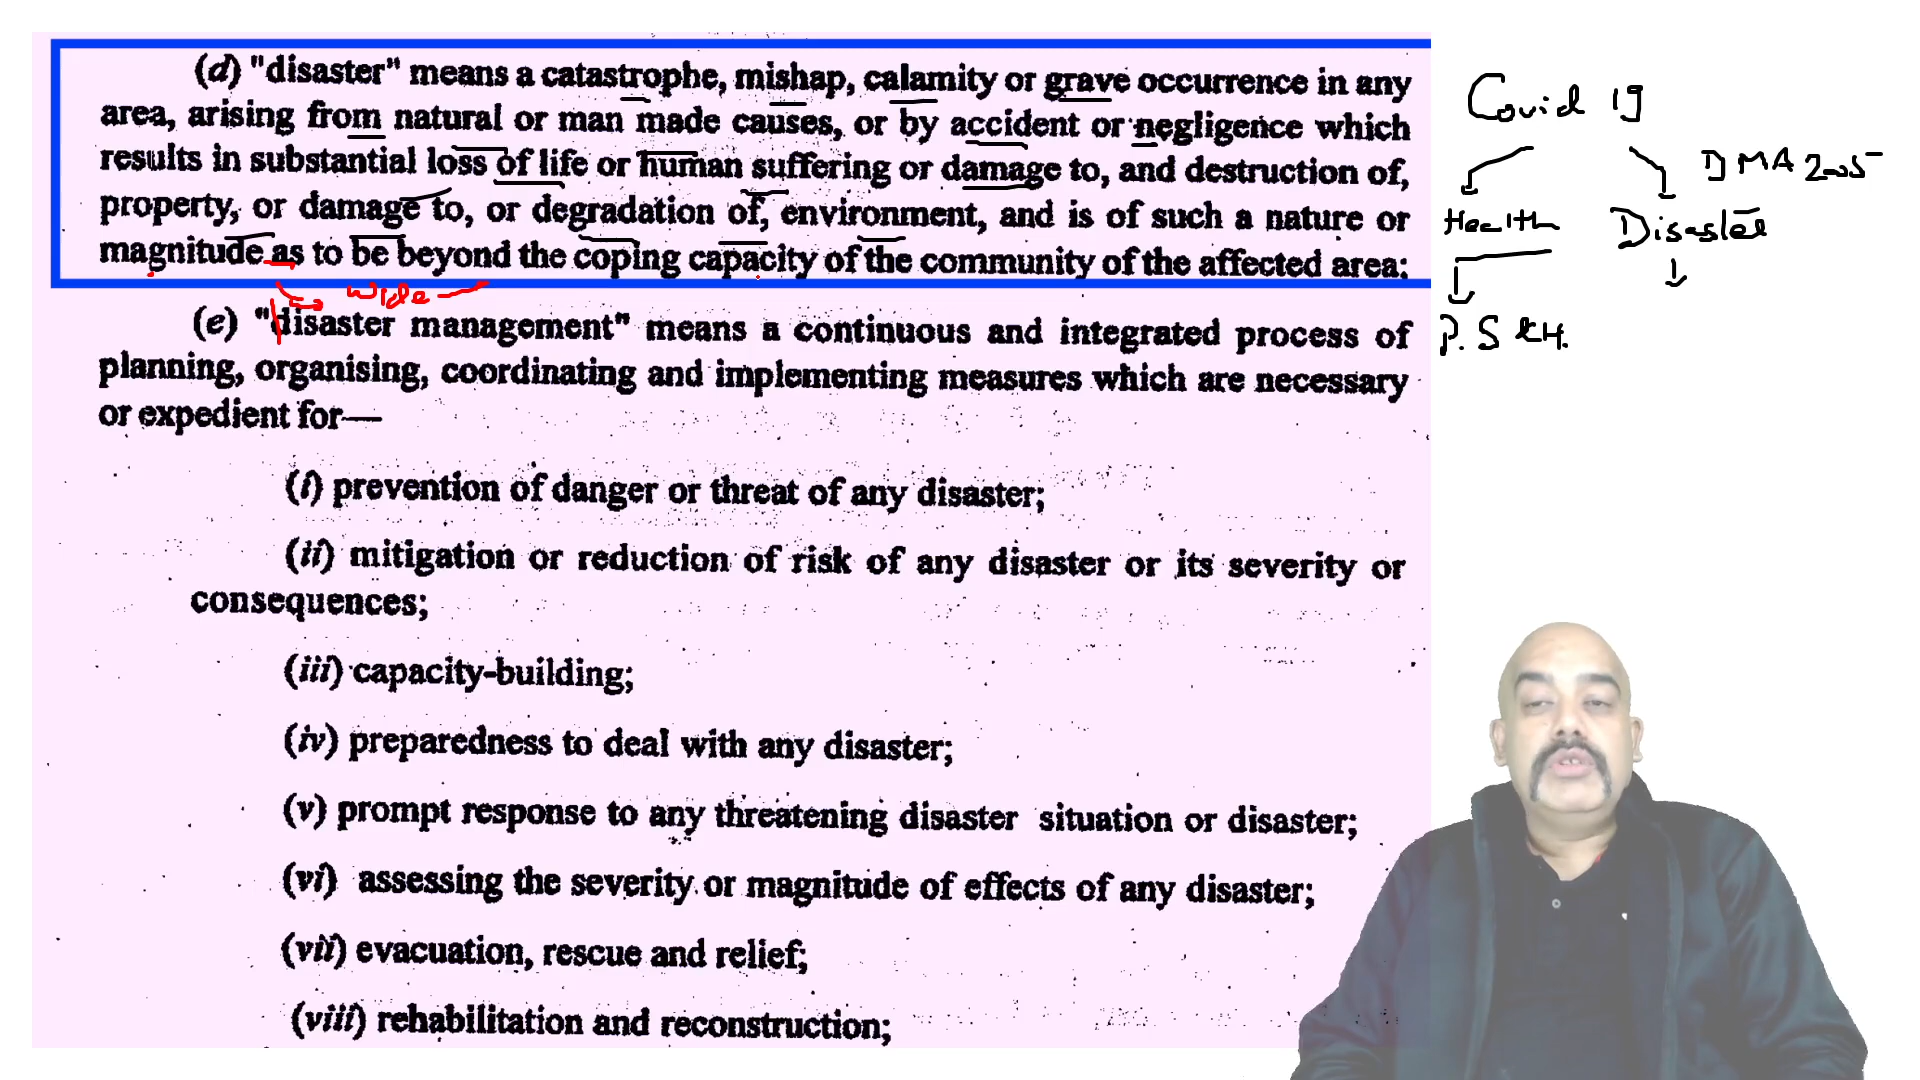 (d) "disaster" means a catastrophe, mishap, calamity or grave occurrence in any
area, arising from natural or man made causes, or by accident or negligence which
results in substantial loss of life or human suffering or damage to, and destruction of,
property, or damage to, or degradation of, environment, and is of such a nature or
magnitude as to be beyond the coping capacity of the community of the affected area;
wide
(e) "disaster management" means a continuous and integrated process of
planning, organising, coordinating and implementing measures which are necessary
or expedient for—
(i) prevention of danger or threat of any disaster;
(ii) mitigation or reduction of risk of any disaster or its severity or
consequences;
(iii) capacity-building;
(iv) preparedness to deal with any disaster;
(v) prompt response to any threatening disaster situation or disaster;
(vi) assessing the severity or magnitude of effects of any disaster;
(vii) evacuation, rescue and relief;
(viii) rehabilitation and reconstruction;
Covid 19
DMA 2005
Health
Disaster
P. S &H.